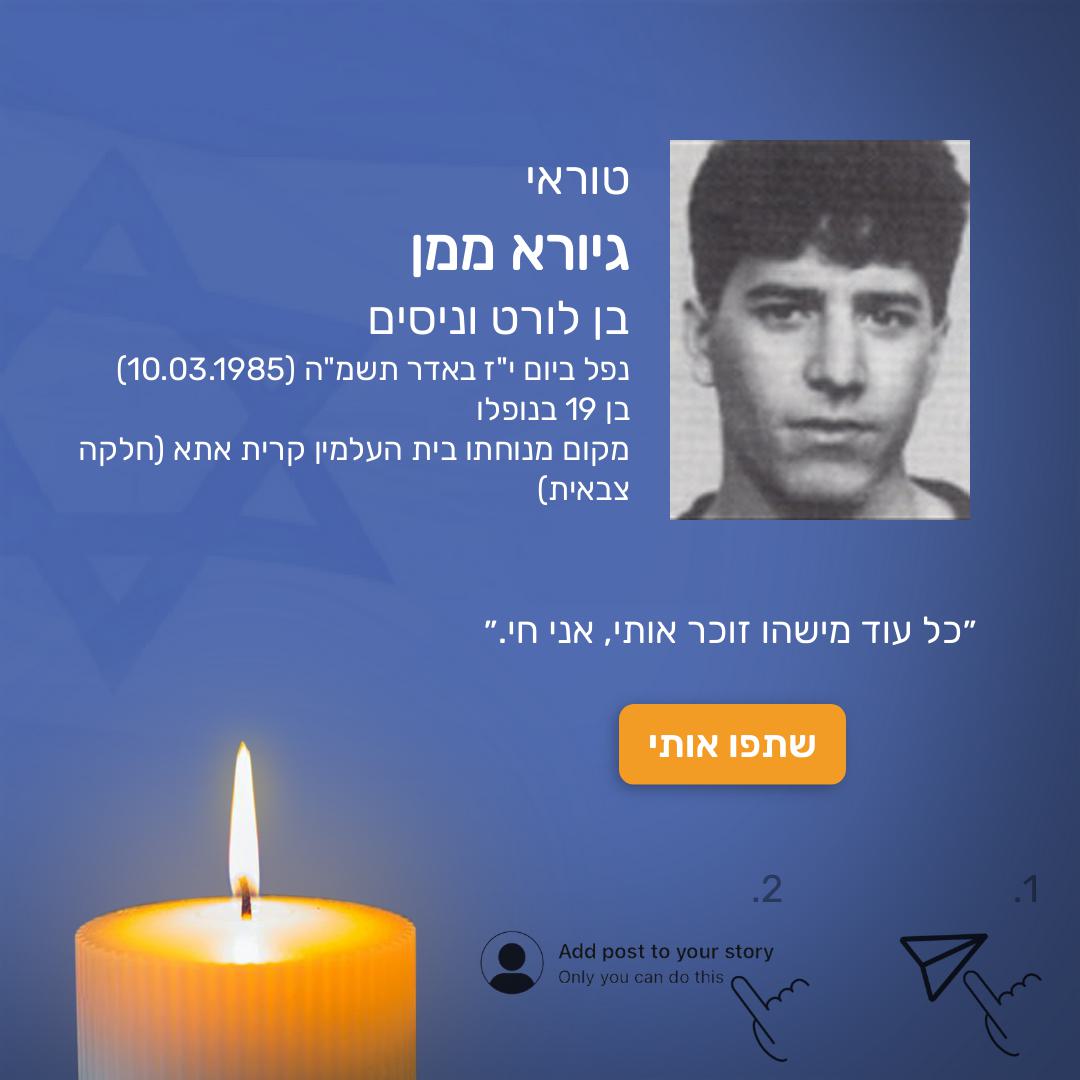 טוראי
גיורא ממן
בן לורט וניסים
נפל ביום י"ז באדר תשמ"ה (10.03.1985)
בן 19 בנופלו
מקום מנוחתו בית העלמין קרית אתא (חלקה
צבאית)
״כל עוד מישהו זוכר אותי, אני חי.״
שתפו אותי
.1
.2
Add post to your story
Only you can do this